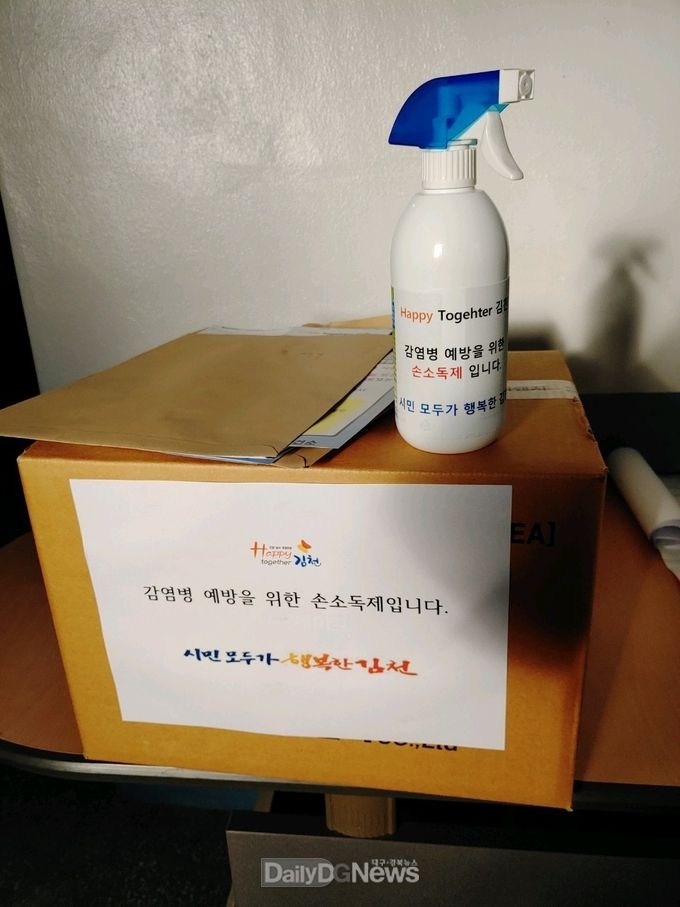 Happy Togehter 김천
감염병 예방을 위한
손소독제 입니다.
시민 모두가 행복한
EA]
Happy
together 김천
감염병 예방을 위한 손소독제입니다.
시민 모두가 행복한 김천
Co.,Ltd
대구·경북뉴스
DailyDGNews